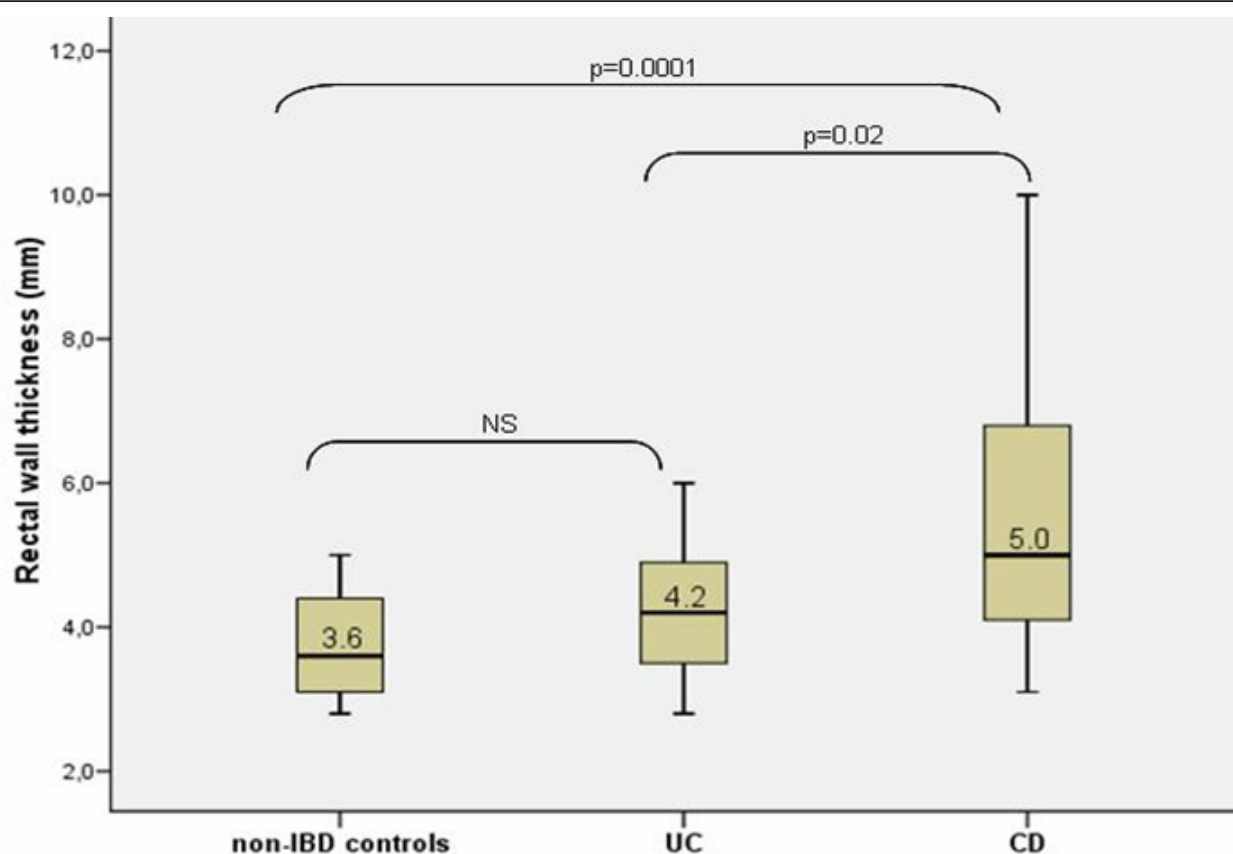 12,0
p=0.0001
p=0.02
10,0
Rectal wall thickness (mm)
8,0
NS
6,0
5.0
4.2
4,0
3.6
2,0
non-IBD controls UC CD